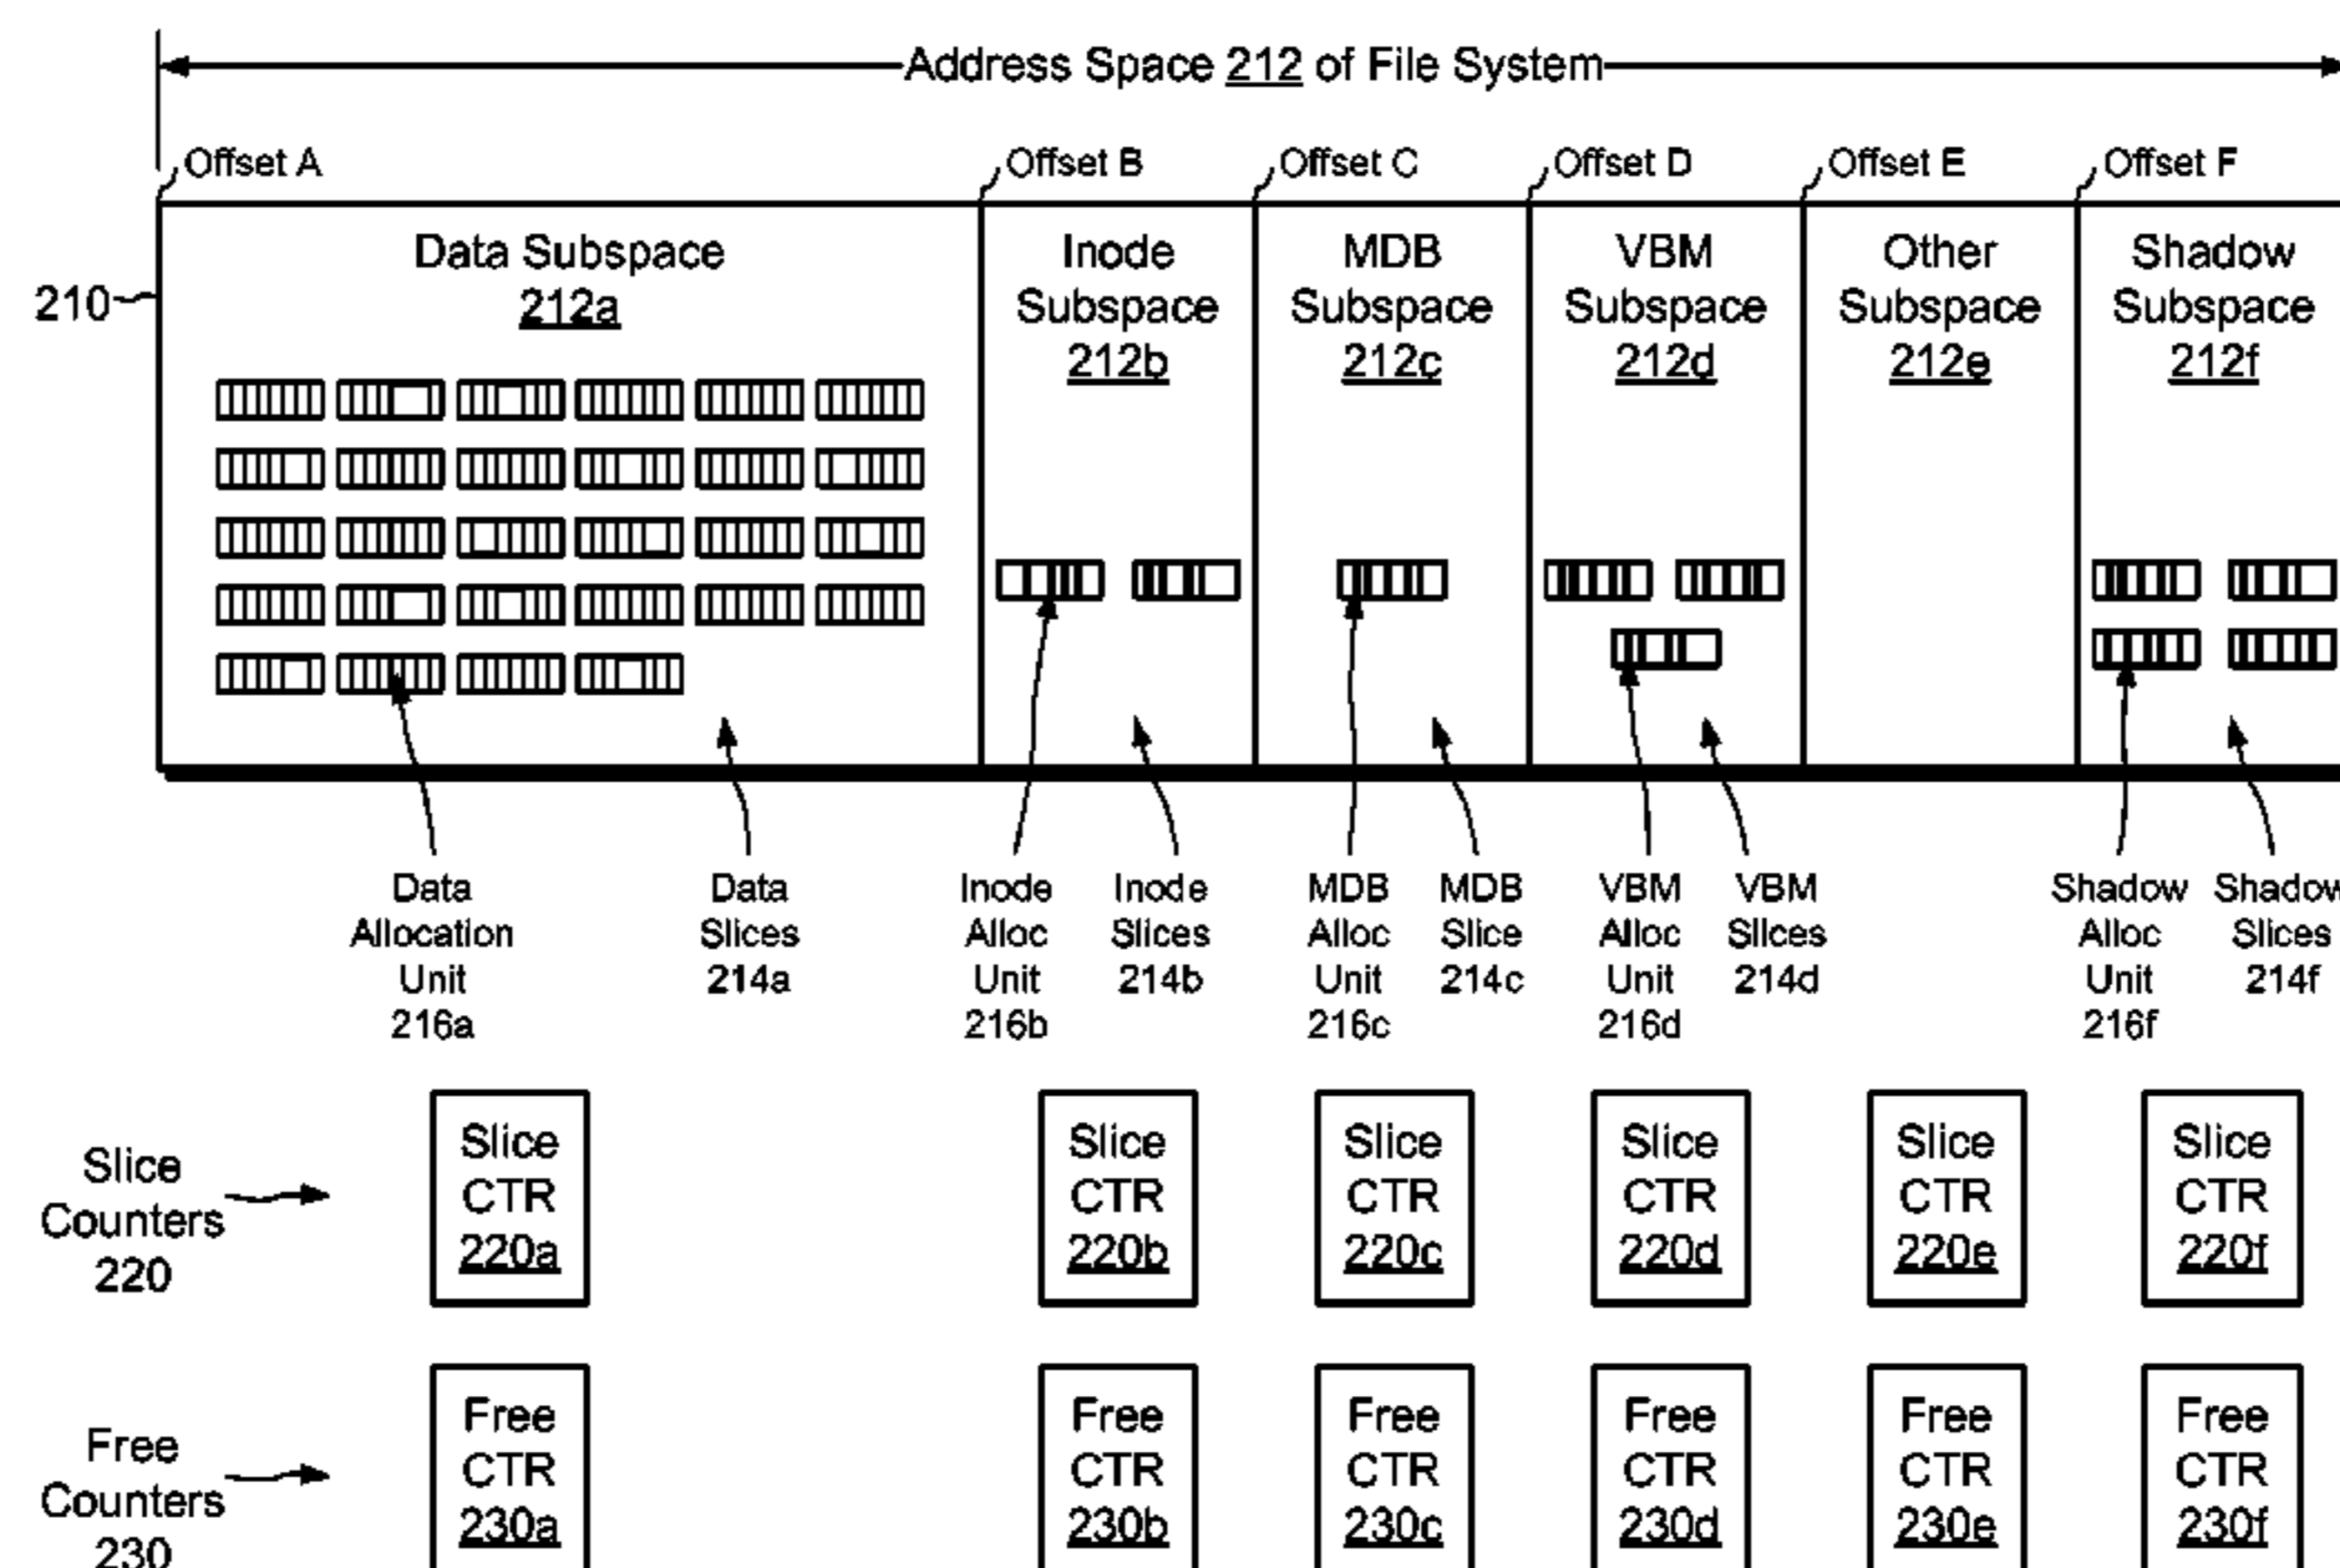 Address Space 212 of File System
Offset A
Offset B
Offset C
Offset D
Offset E
Offset F
210
Data Subspace
212a
Inode
Subspace
212b
MDB
Subspace
212c
VBM
Subspace
212d
Other
Subspace
212e
Shadow
Subspace
212f
Data
Allocation
Unit
216a
Data
Slices
214a
Inode
Alloc
Unit
216b
Inode
Slices
214b
MDB
Alloc
Unit
216c
MDB
Slice
214c
VBM
Alloc
Unit
216d
VBM
Slices
214d
Shadow
Alloc
Unit
216f
Shadow
Slices
214f
Slice
Counters
220
Slice
CTR
220a
Slice
CTR
220b
Slice
CTR
220c
Slice
CTR
220d
Slice
CTR
220e
Slice
CTR
220f
Free
Counters
230
Free
CTR
230a
Free
CTR
230b
Free
CTR
230c
Free
CTR
230d
Free
CTR
230e
Free
CTR
230f